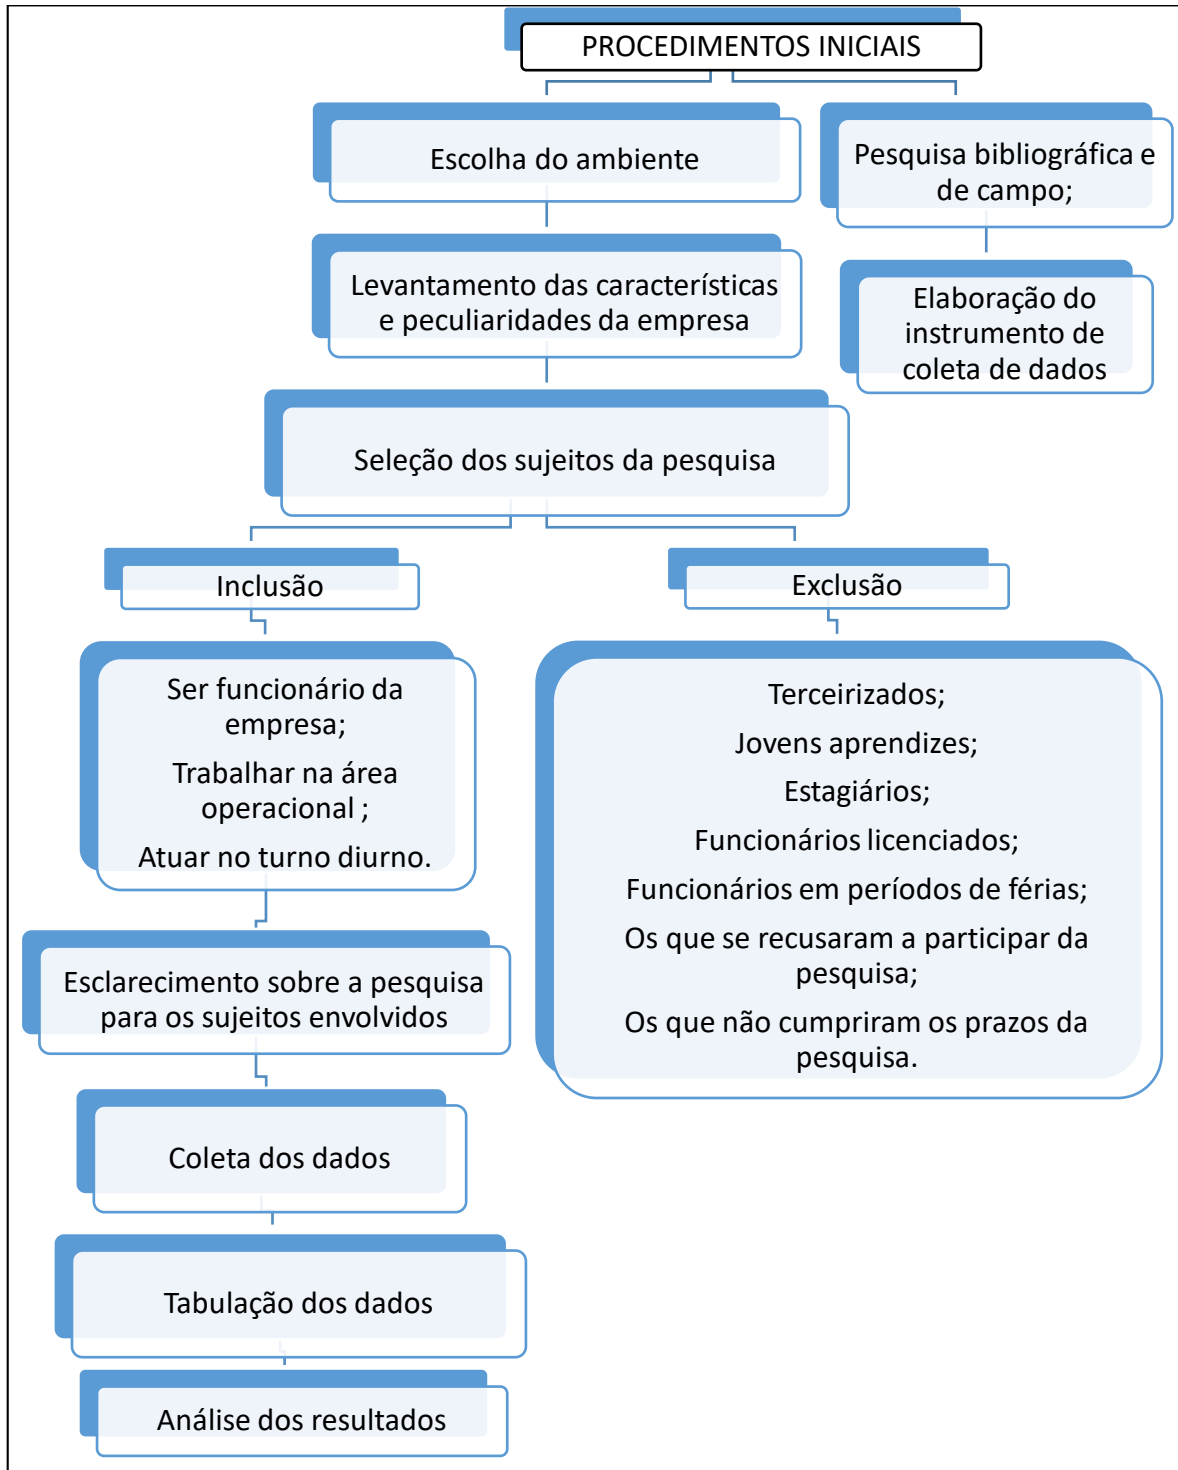 PROCEDIMENTOS INICIAIS
Escolha do ambiente
Pesquisa bibliográfica e
de campo;
Levantamento das características
e peculiaridades da empresa
Elaboração do
instrumento de
coleta de dados
Seleção dos sujeitos da pesquisa
Inclusão
Exclusão
Ser funcionário da
empresa;
Trabalhar na área
operacional ;
Atuar no turno diurno.
Terceirizados;
Jovens aprendizes;
Estagiários;
Funcionários licenciados;
Funcionários em períodos de férias;
Os que se recusaram a participar da
pesquisa;
Os que não cumpriram os prazos da
pesquisa.
Esclarecimento sobre a pesquisa
para os sujeitos envolvidos
Coleta dos dados
Tabulação dos dados
Análise dos resultados